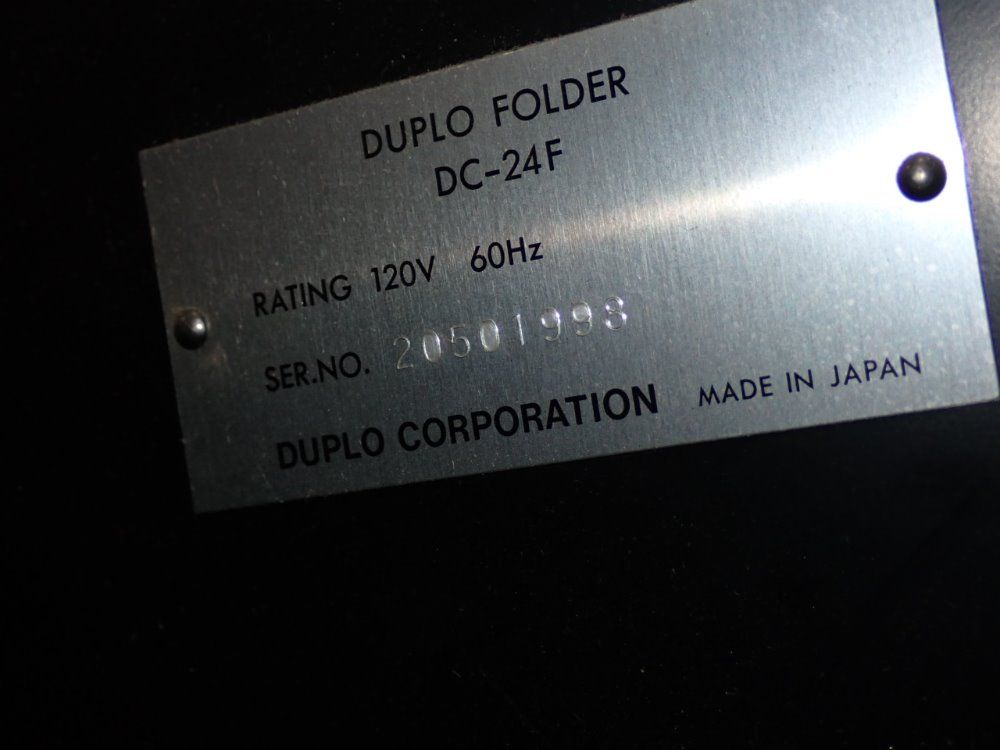 DUPLO FOLDER
DC-24F
RATING 120V 60Hz
SER.NO. 20501998
DUPLO CORPORATION MADE IN JAPAN